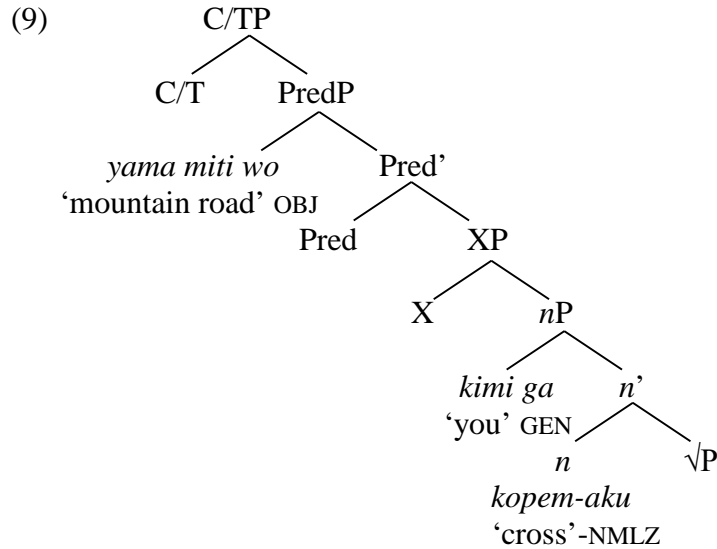 (9)
C/TP
C/T PredP
yama miti wo Pred’
‘mountain road’ OBJ
Pred XP
X nP
kimi ga n’
‘you’ GEN
n √P
kopem-aku
‘cross’-NMLZ